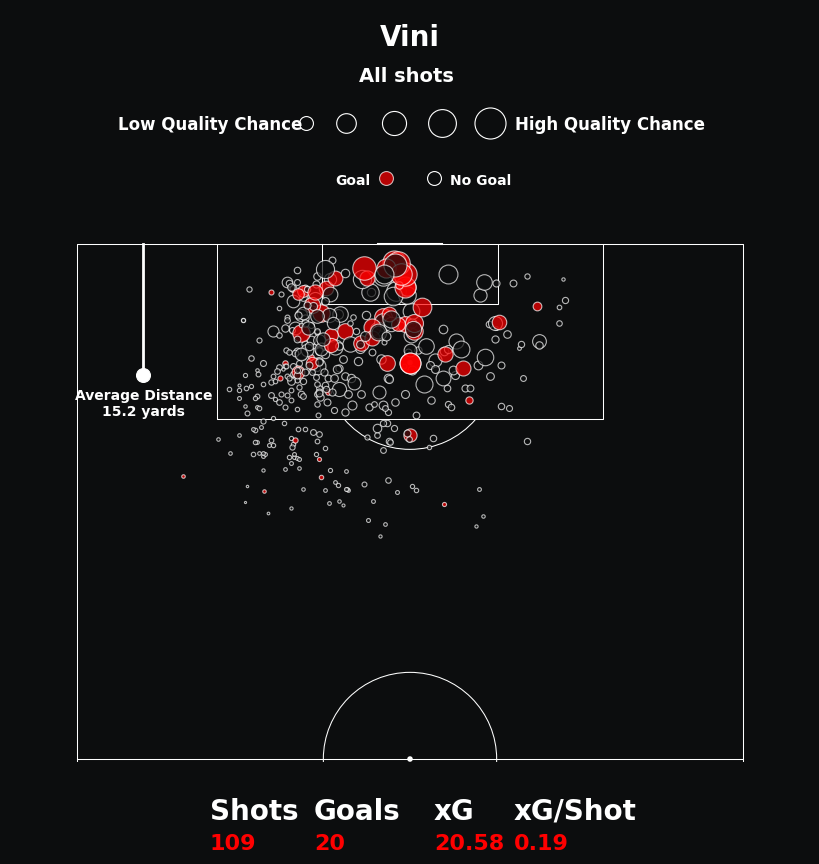 Vini
All shots
Low Quality Chance High Quality Chance
Goal No Goal
Average Distance
15.2 yards
Shots Goals xG xG/Shot
109 20 20.58 0.19